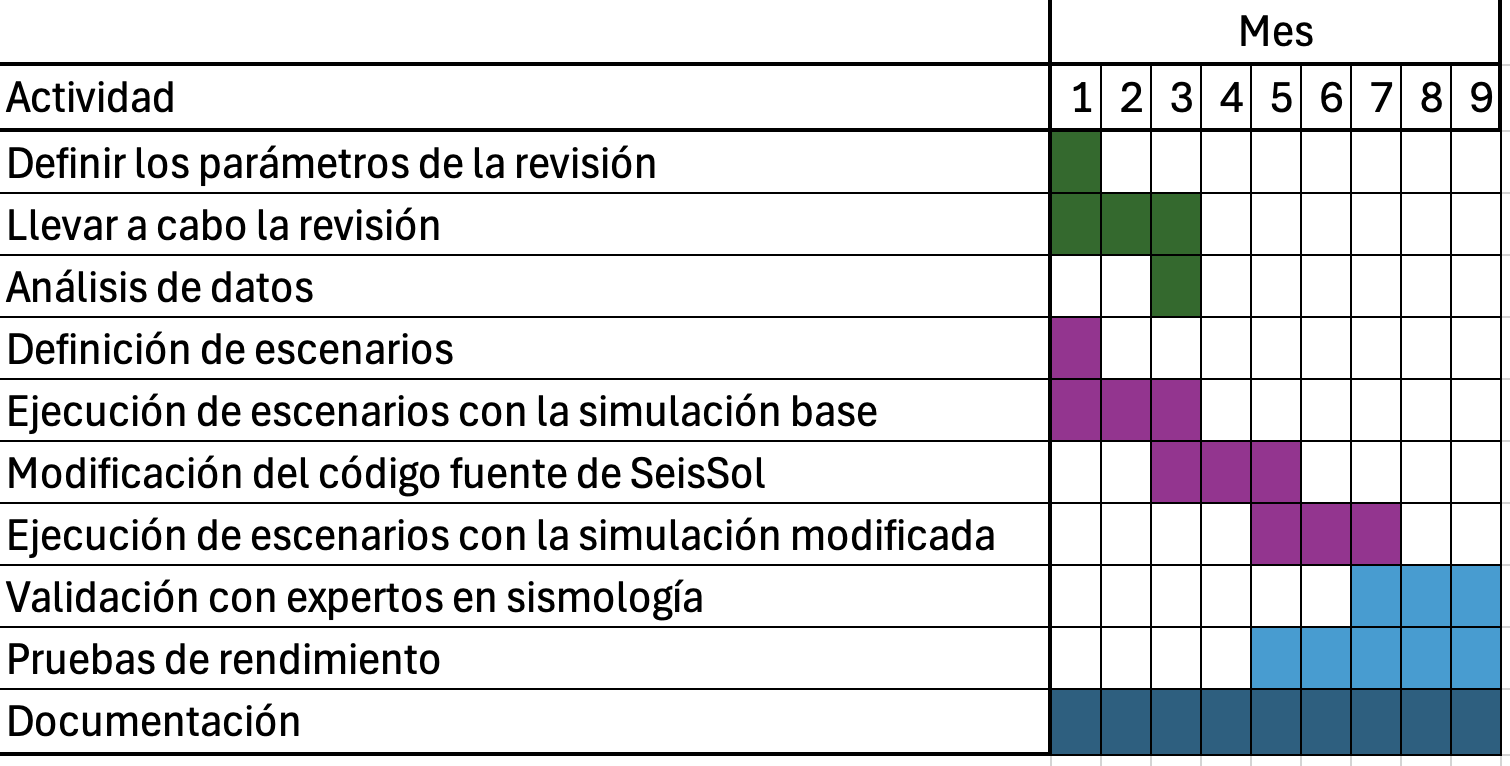 Mes
Actividad 1 2 3 4 5 6 7 8 9
Definir los parámetros de la revisión
Llevar a cabo la revisión
Análisis de datos
Definición de escenarios
Ejecución de escenarios con la simulación base
Modificación del código fuente de SeisSol
Ejecución de escenarios con la simulación modificada
Validación con expertos en sismología
Pruebas de rendimiento
Documentación